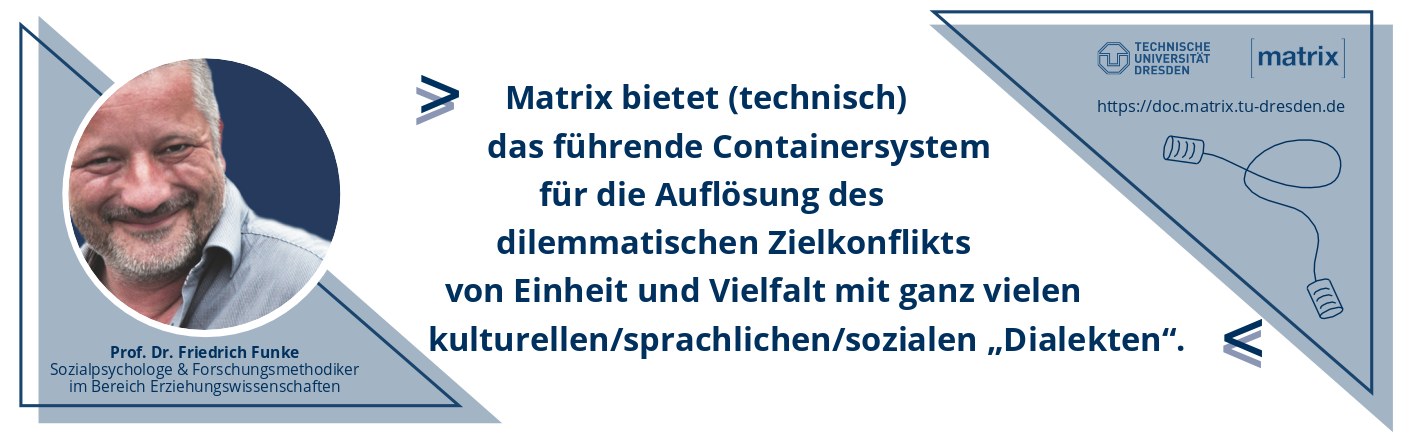 Matrix bietet (technisch)
das führende Containersystem
für die Auflösung des
dilemmatischen Zielkonflikts
von Einheit und Vielfalt mit ganz vielen
kulturellen/sprachlichen/sozialen „Dialekten“.
Prof. Dr. Friedrich Funke
Sozialpsychologe & Forschungsmethodiker
im Bereich Erziehungswissenschaften
TECHNISCHE
UNIVERSITÄT
DRESDEN
[matrix]
https://doc.matrix.tu-dresden.de